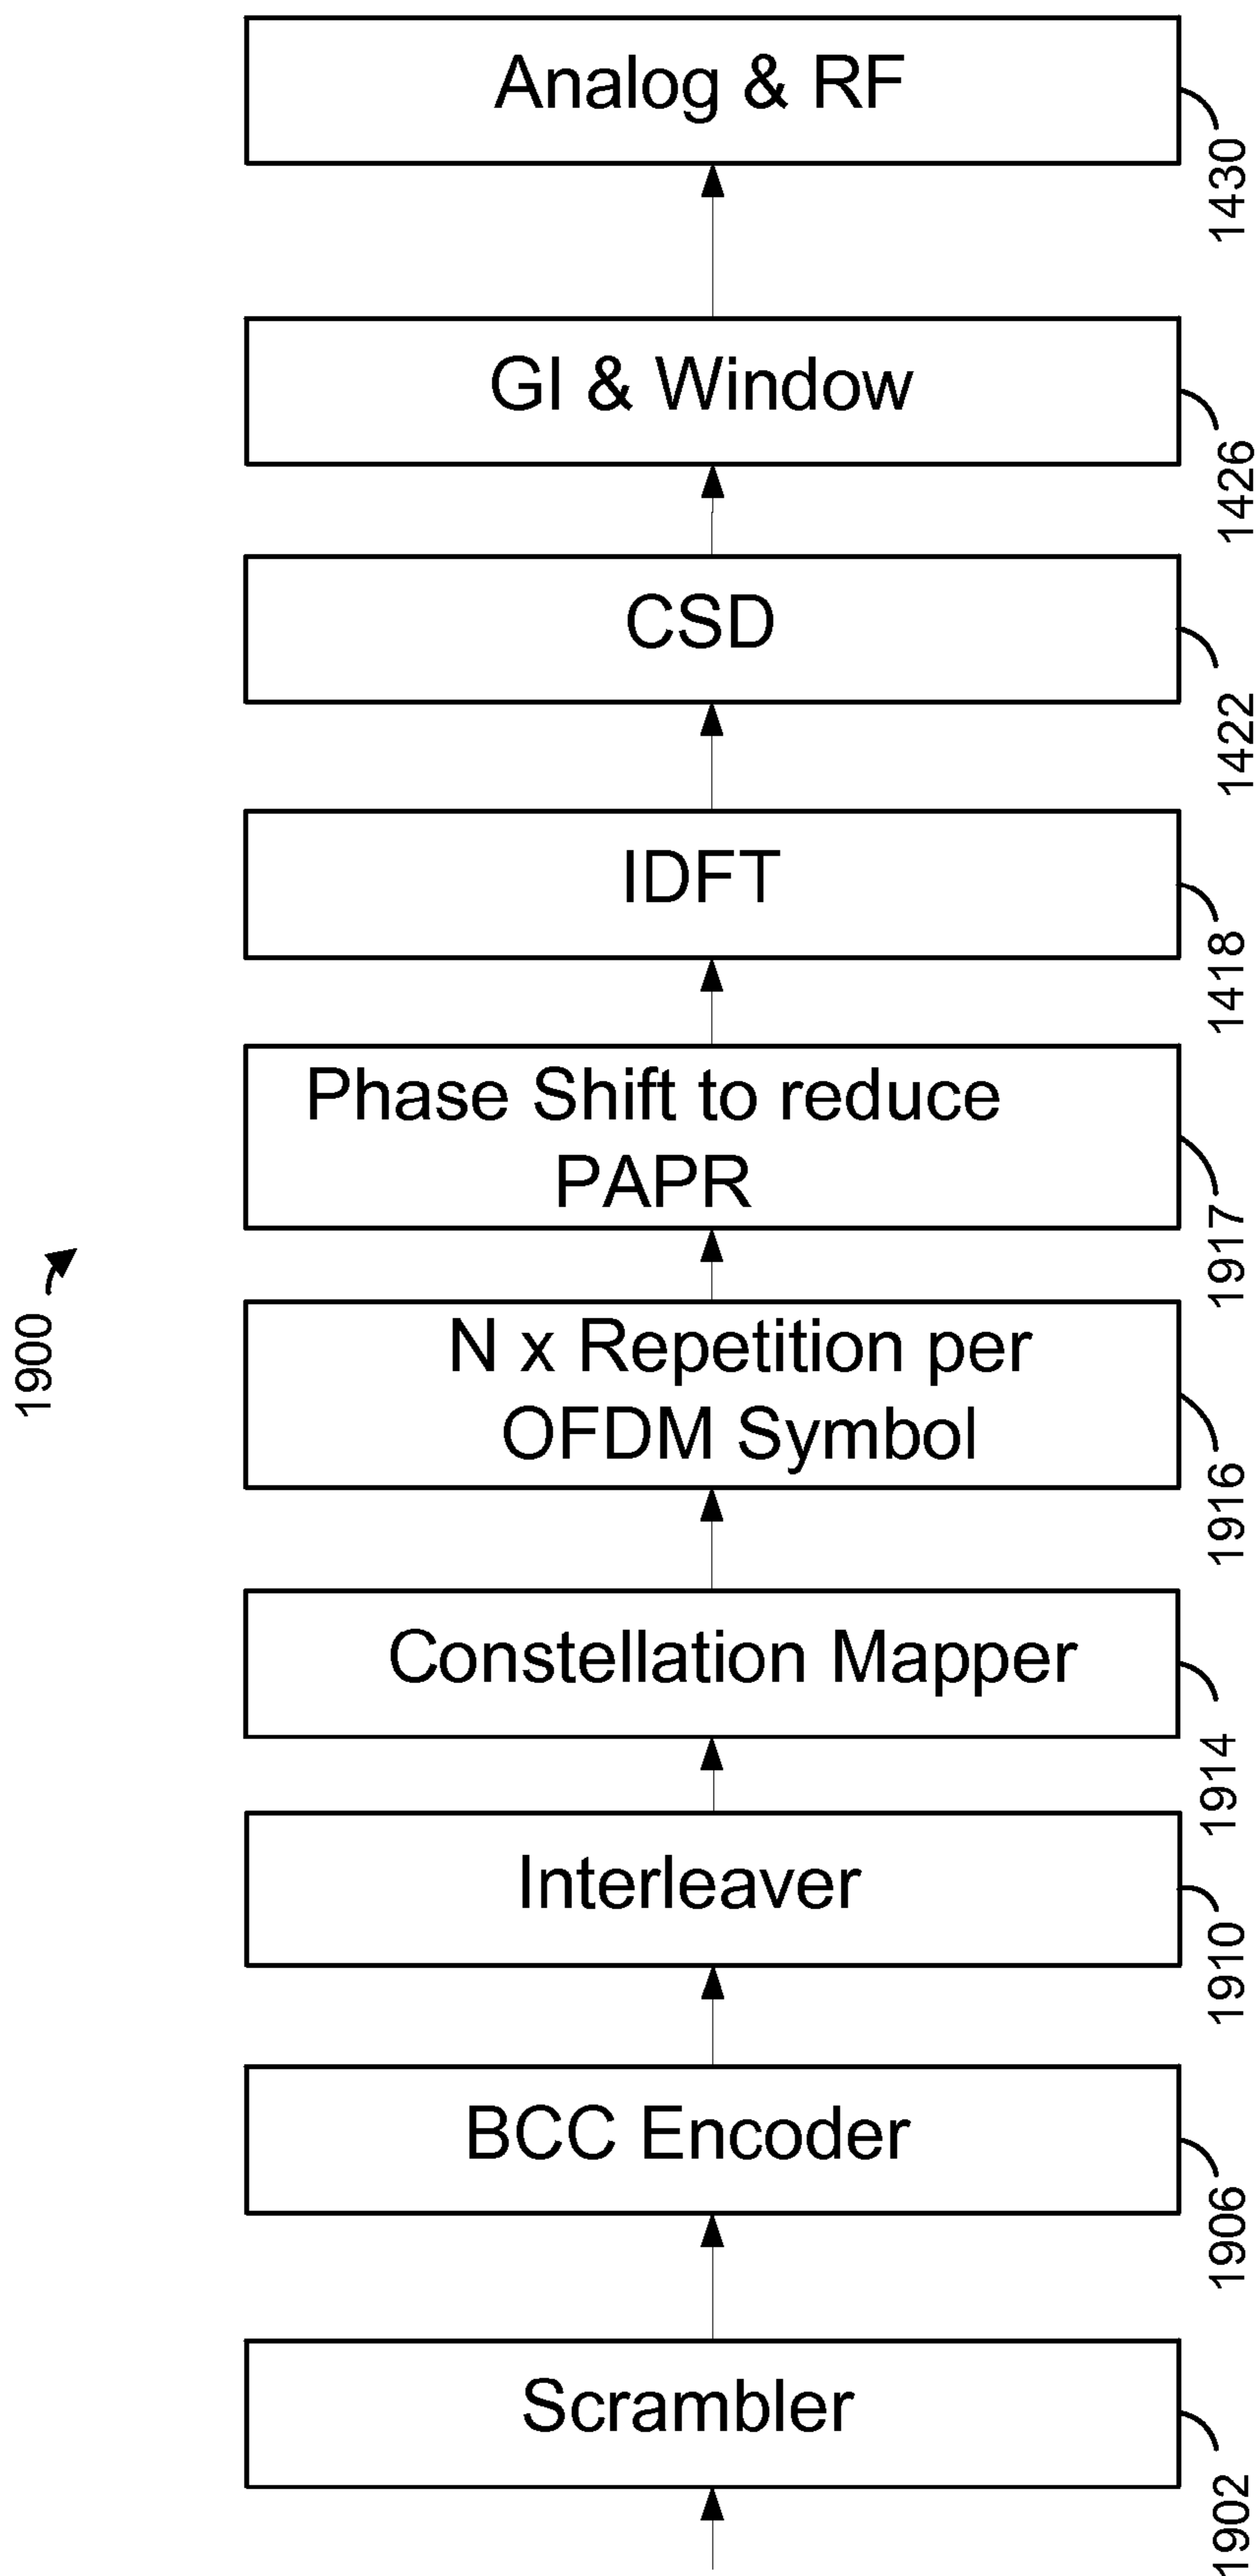 Analog & RF
1430
GI & Window
1426
CSD
1422
IDFT
1418
Phase Shift to reduce
PAPR
1917
1900
N x Repetition per
OFDM Symbol
1916
Constellation Mapper
1914
Interleaver
1910
BCC Encoder
1906
Scrambler
1902